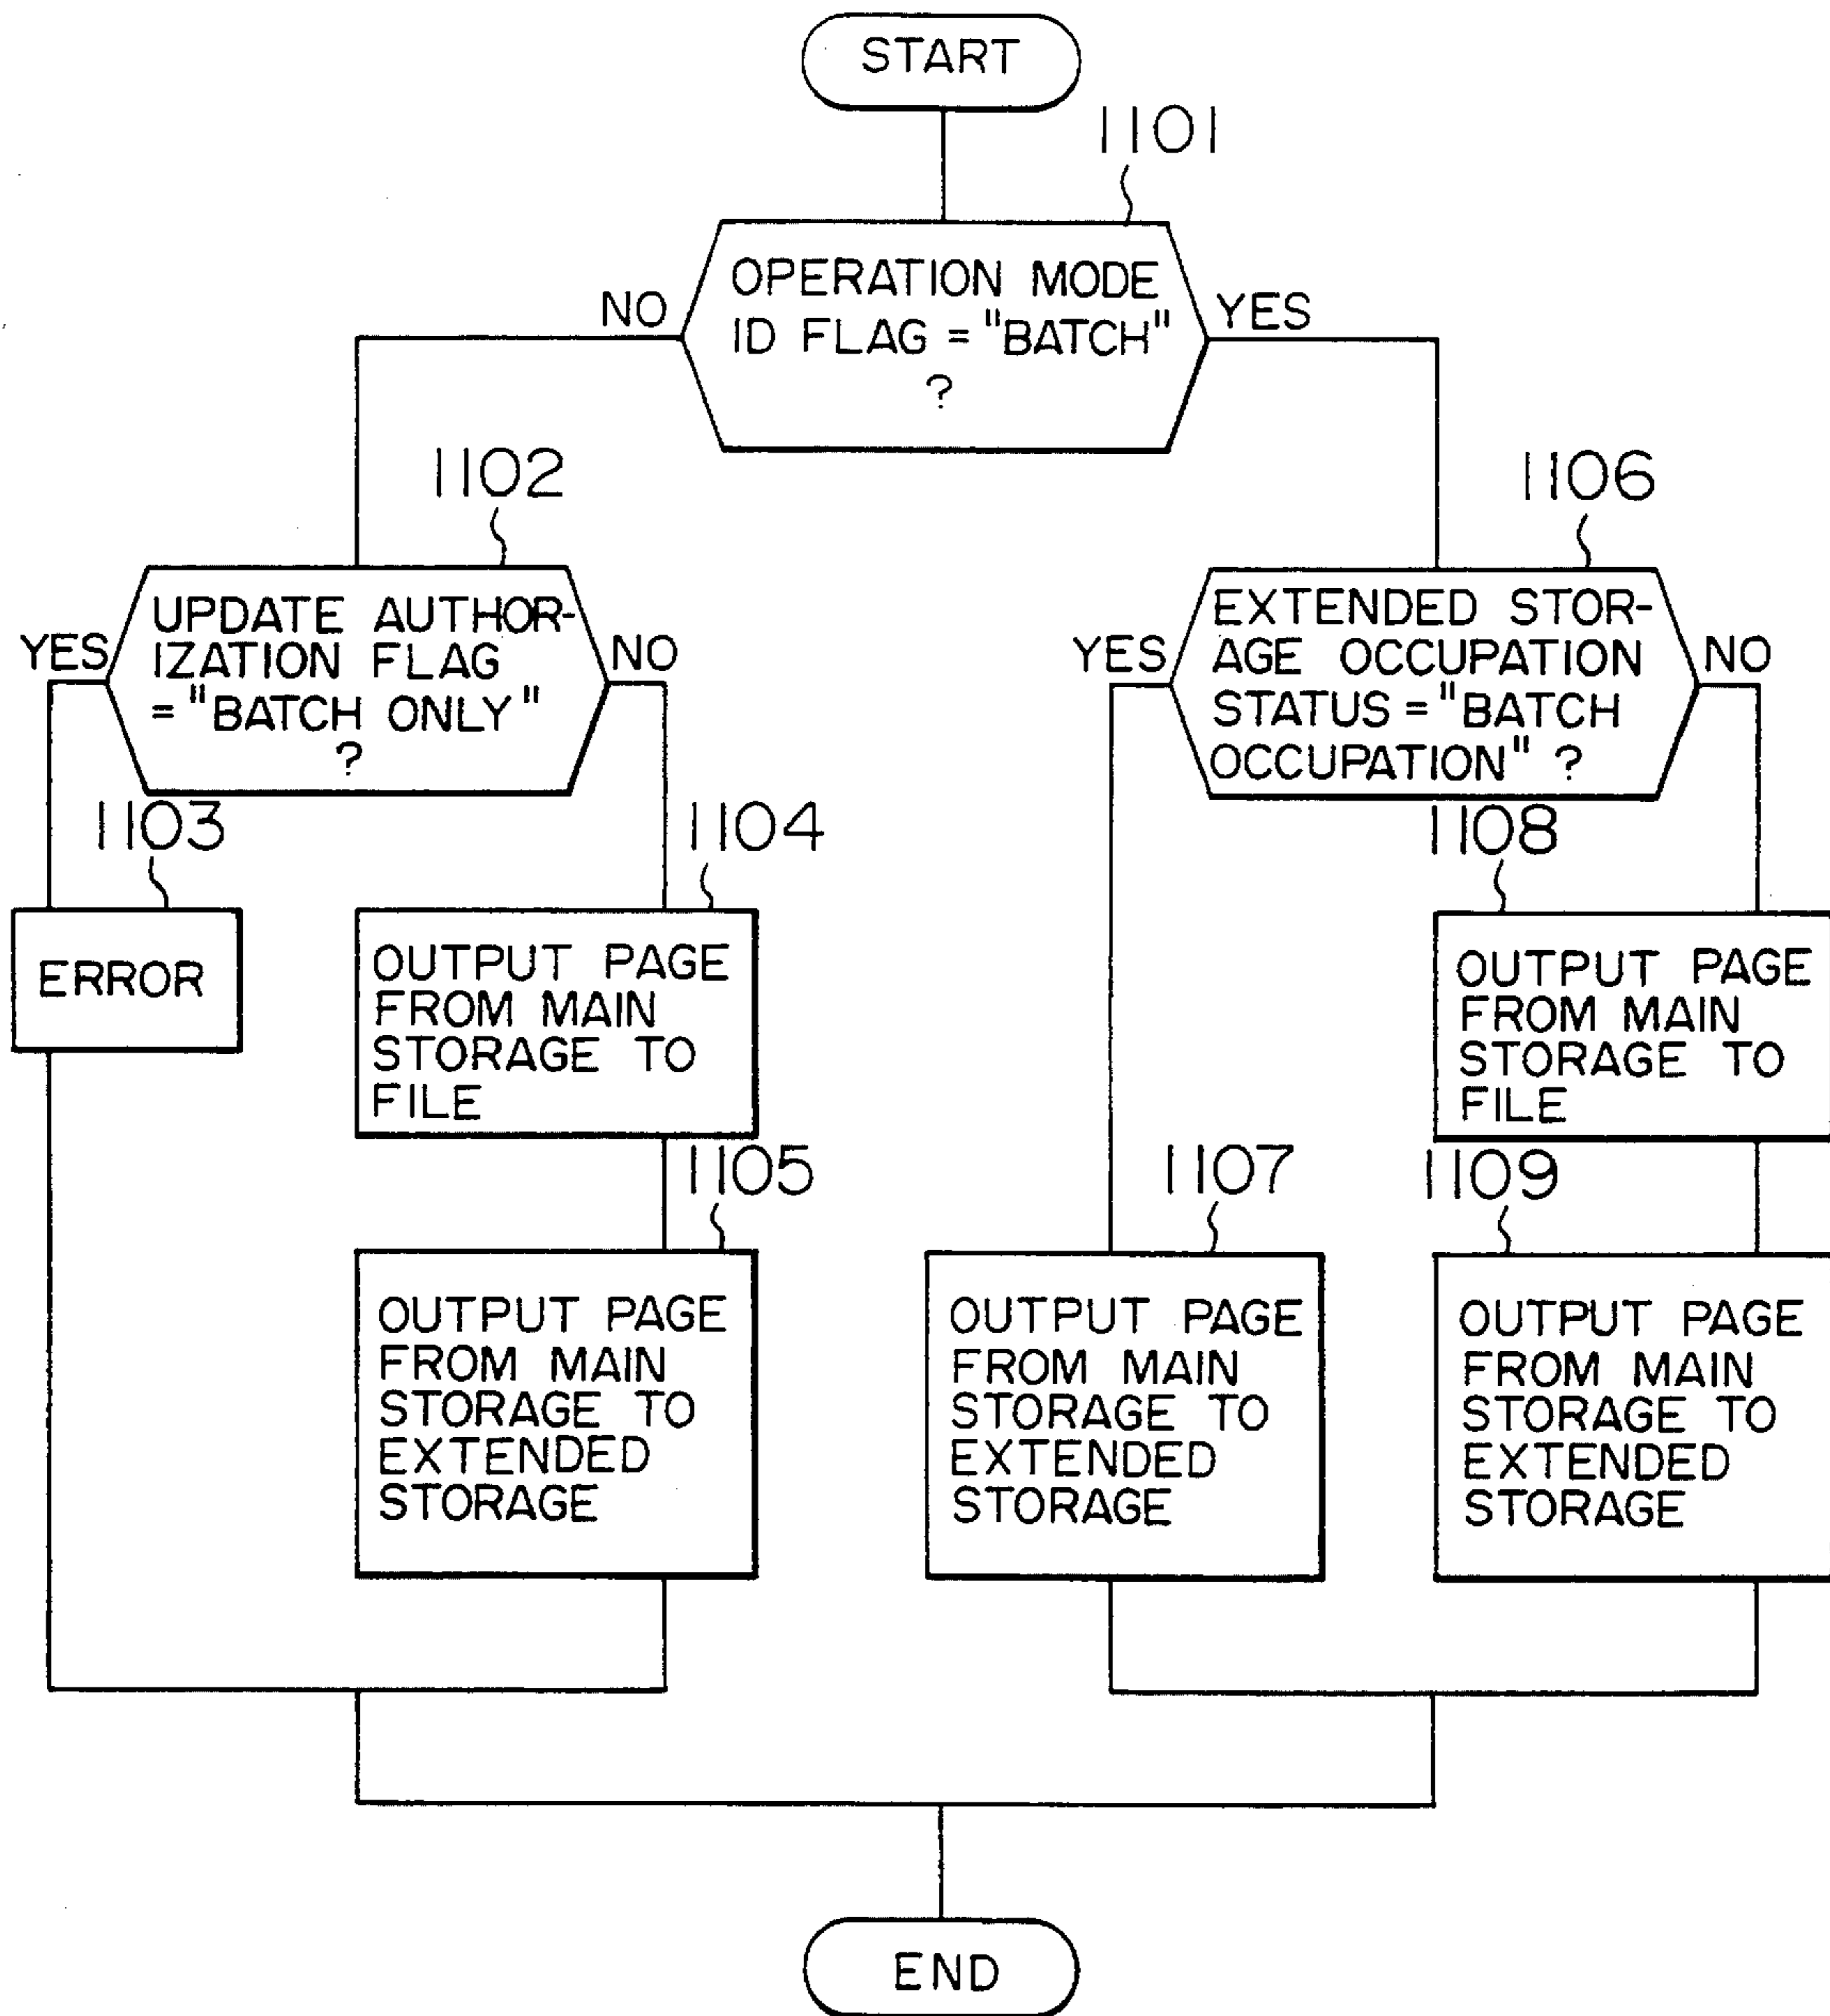 START
1101
OPERATION MODE
ID FLAG = "BATCH"
?
NO
YES
1102
UPDATE AUTHOR-
IZATION FLAG
= "BATCH ONLY"
?
YES
NO
1106
EXTENDED STOR-
AGE OCCUPATION
STATUS = "BATCH
OCCUPATION" ?
YES
NO
1103
ERROR
1104
OUTPUT PAGE
FROM MAIN
STORAGE TO
FILE
1108
OUTPUT PAGE
FROM MAIN
STORAGE TO
FILE
1105
OUTPUT PAGE
FROM MAIN
STORAGE TO
EXTENDED
STORAGE
1107
OUTPUT PAGE
FROM MAIN
STORAGE TO
EXTENDED
STORAGE
1109
OUTPUT PAGE
FROM MAIN
STORAGE TO
EXTENDED
STORAGE
END